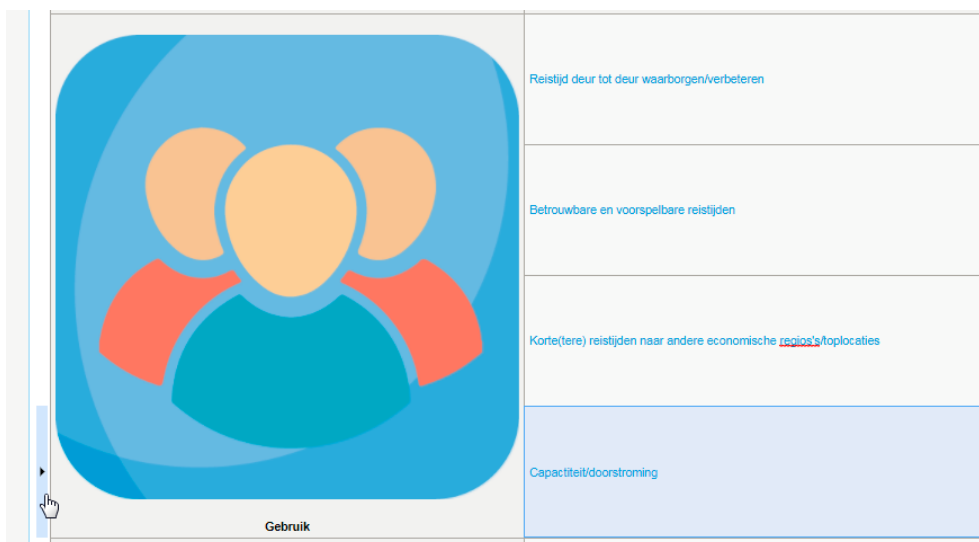 Reistijd deur tot deur waarborgen/verbeteren
Betrouwbare en voorspelbare reistijden
Korte(tere) reistijden naar andere economische regios's/toplocaties
Capactiteit/doorstroming
Gebruik